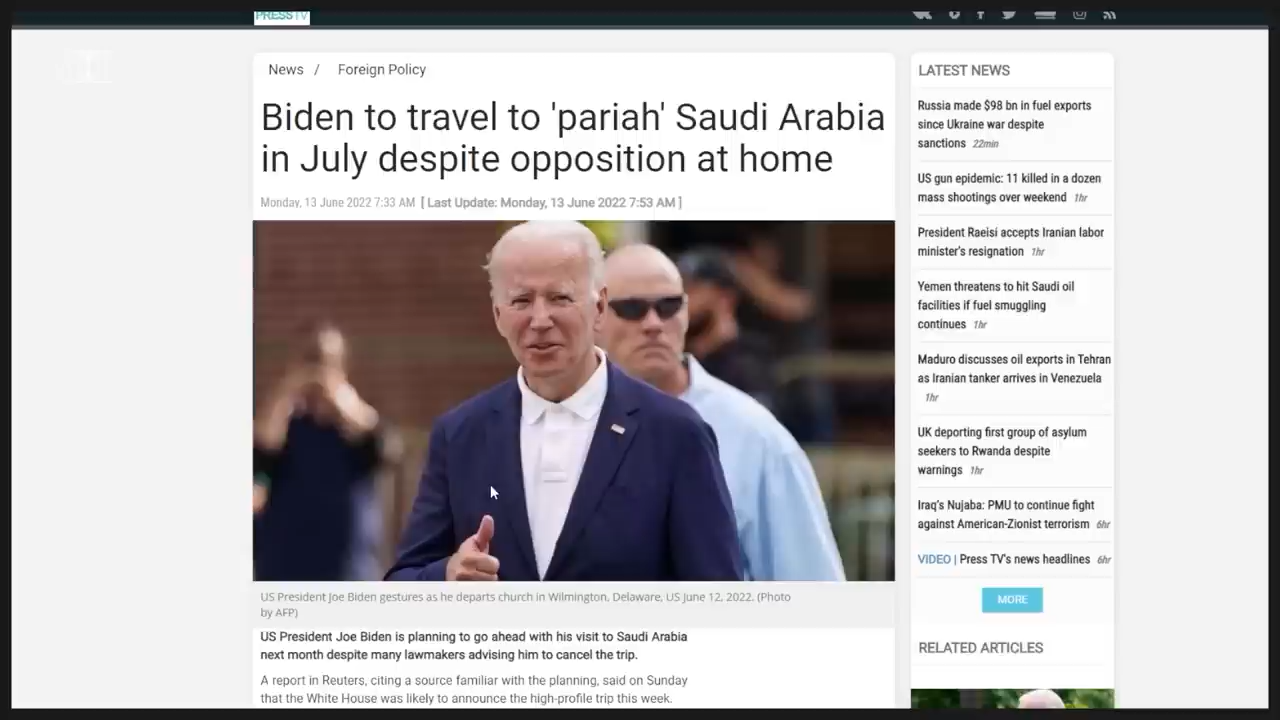 PRESSTV
News / Foreign Policy
Biden to travel to 'pariah' Saudi Arabia
in July despite opposition at home
Monday, 13 June 2022 7:33 AM [ Last Update: Monday, 13 June 2022 7:53 AM ]
US President Joe Biden gestures as he departs church in Wilmington, Delaware, US June 12, 2022. (Photo
by AFP)
US President Joe Biden is planning to go ahead with his visit to Saudi Arabia
next month despite many lawmakers advising him to cancel the trip.
A report in Reuters, citing a source familiar with the planning, said on Sunday
that the White House was likely to announce the high-profile trip this week.
LATEST NEWS
Russia made $98 bn in fuel exports
since Ukraine war despite
sanctions 22min
US gun epidemic: 11 killed in a dozen
mass shootings over weekend 1hr
President Raeisi accepts Iranian labor
minister's resignation 1hr
Yemen threatens to hit Saudi oil
facilities if fuel smuggling
continues 1hr
Maduro discusses oil exports in Tehran
as Iranian tanker arrives in Venezuela
1hr
UK deporting first group of asylum
seekers to Rwanda despite
warnings 1hr
Iraq's Nujaba: PMU to continue fight
against American-Zionist terrorism 6hr
VIDEO | Press TV's news headlines 6hr
MORE
RELATED ARTICLES